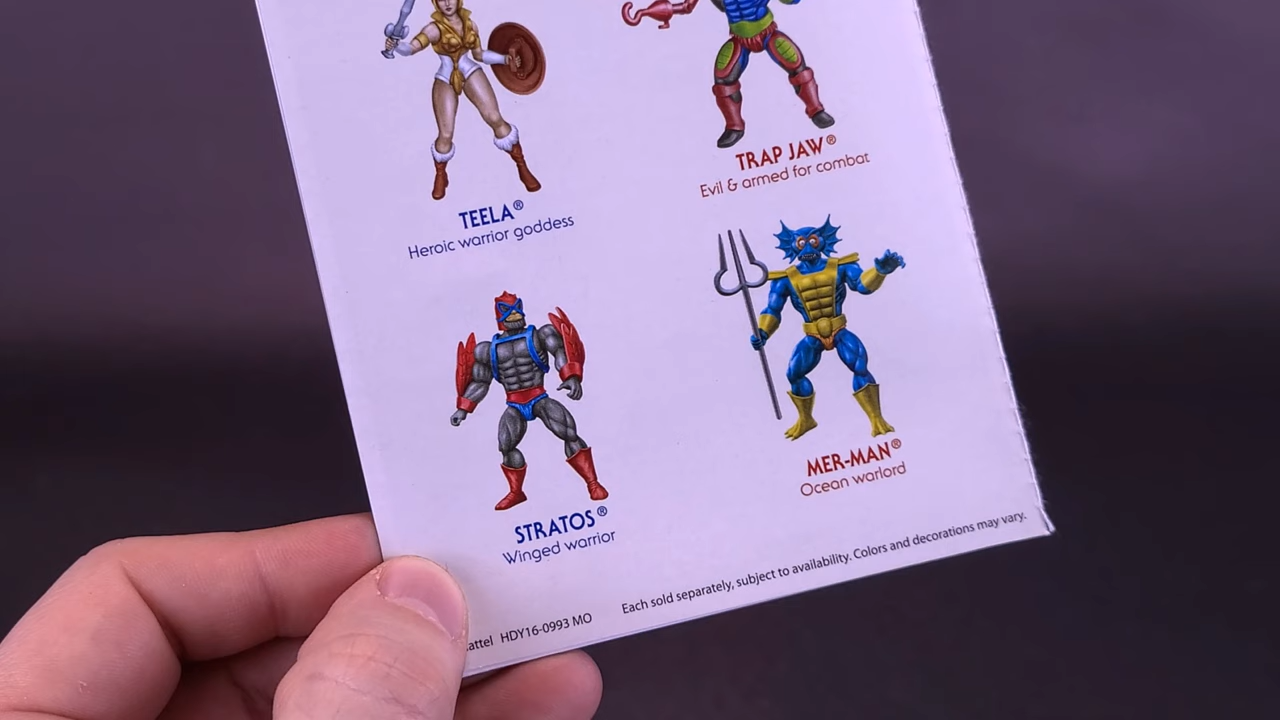 TRAP JAW®
Evil & armed for combat
TEELA®
Heroic warrior goddess
MER-MAN®
Ocean warlord
STRATOS®
Winged warrior
Each sold separately, subject to availability. Colors and decorations may vary.
attel HDY16-0993 MO